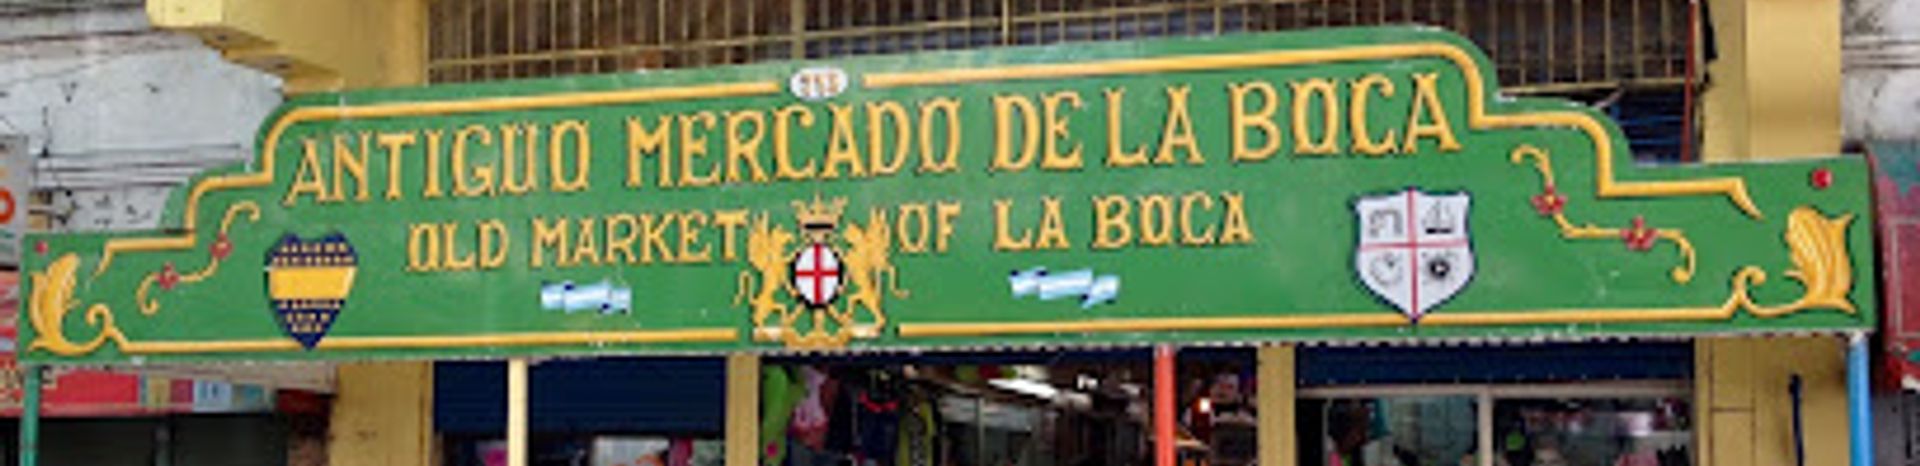 ANTIGUO MERCADO DE LA BOCA
OLD MARKET OF LA BOCA